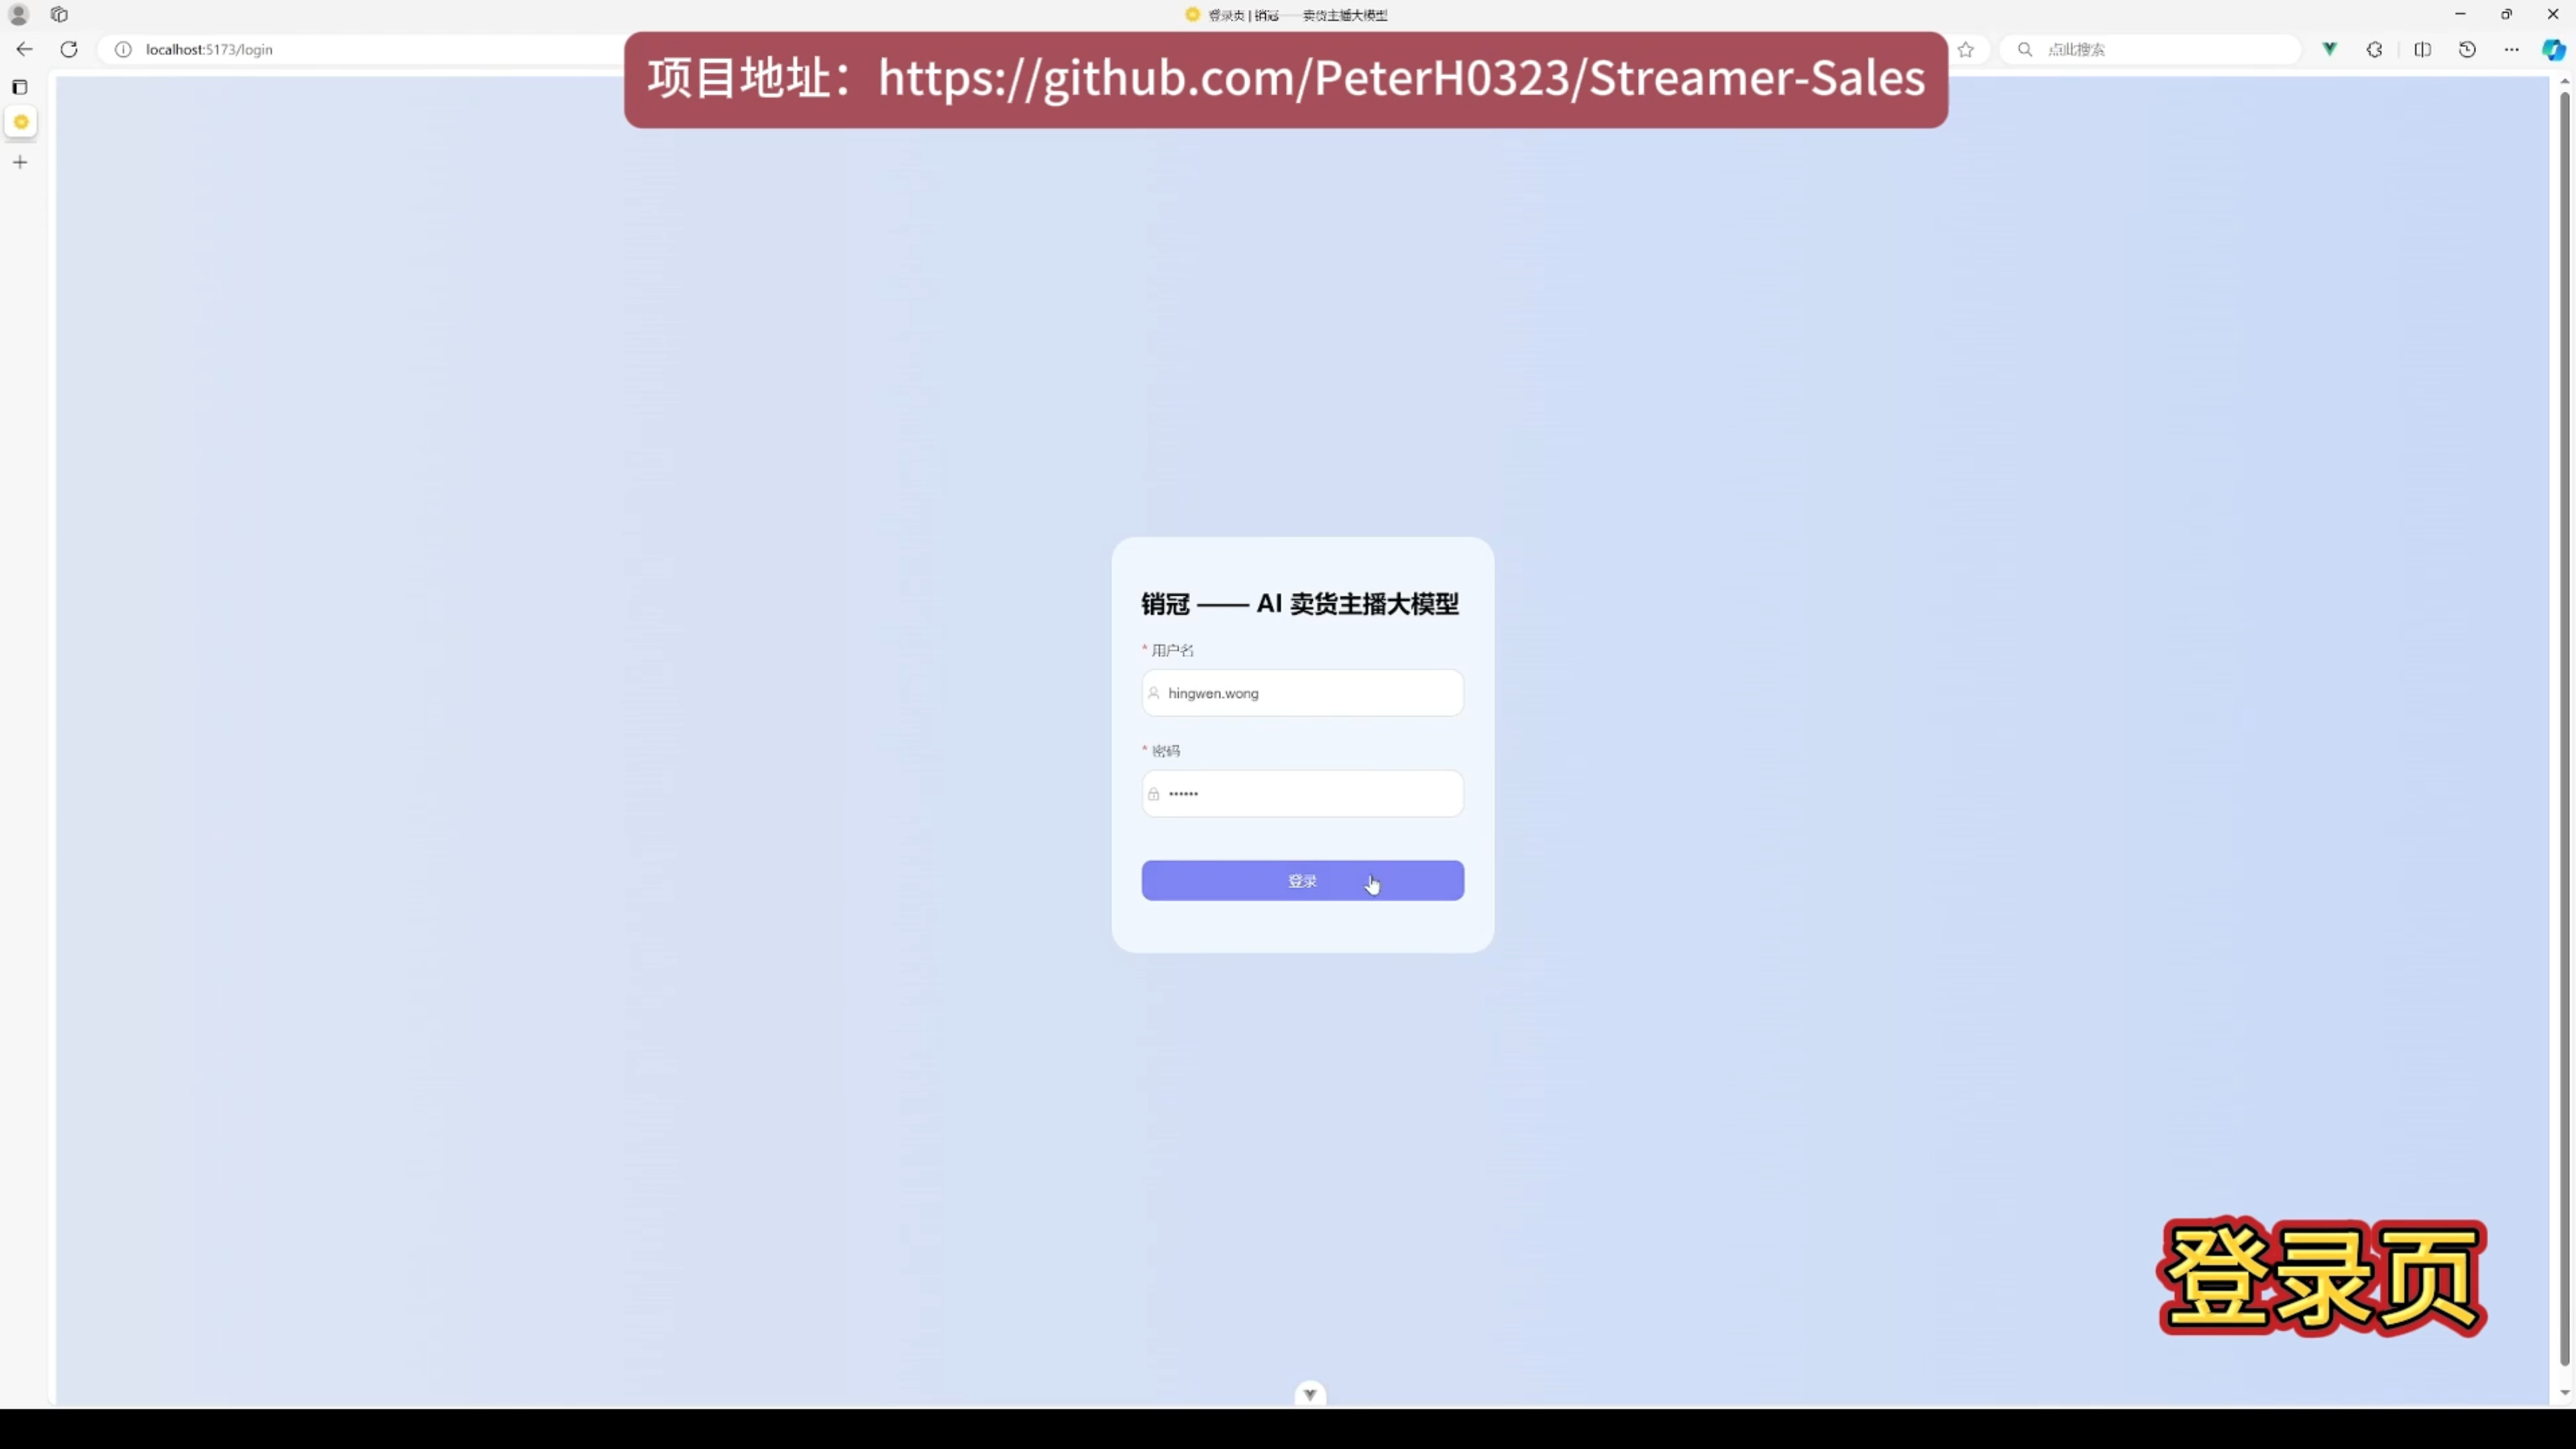 登录页 | 销冠——卖货主播大模型
localhost:5173/login
点此搜索
项目地址：https://github.com/PeterH0323/Streamer-Sales
销冠 —— AI 卖货主播大模型
* 用户名
hingwen.wong
* 密码
••••••
登录
登录页